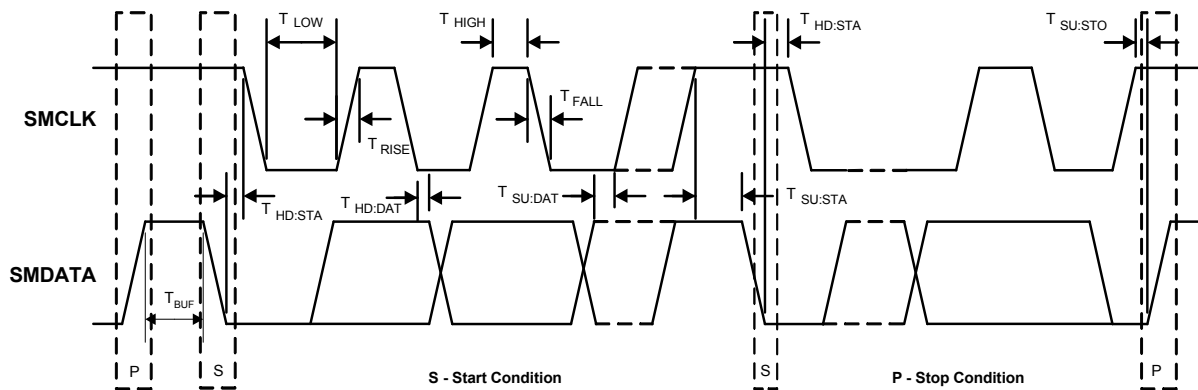 T LOW
T HIGH
T HD:STA
T SU:STO
SMCLK
T FALL
T RISE
T HD:STA
T HD:DAT
T SU:DAT
T SU:STA
SMDATA
T BUF
P
S
S - Start Condition
S
P - Stop Condition
P